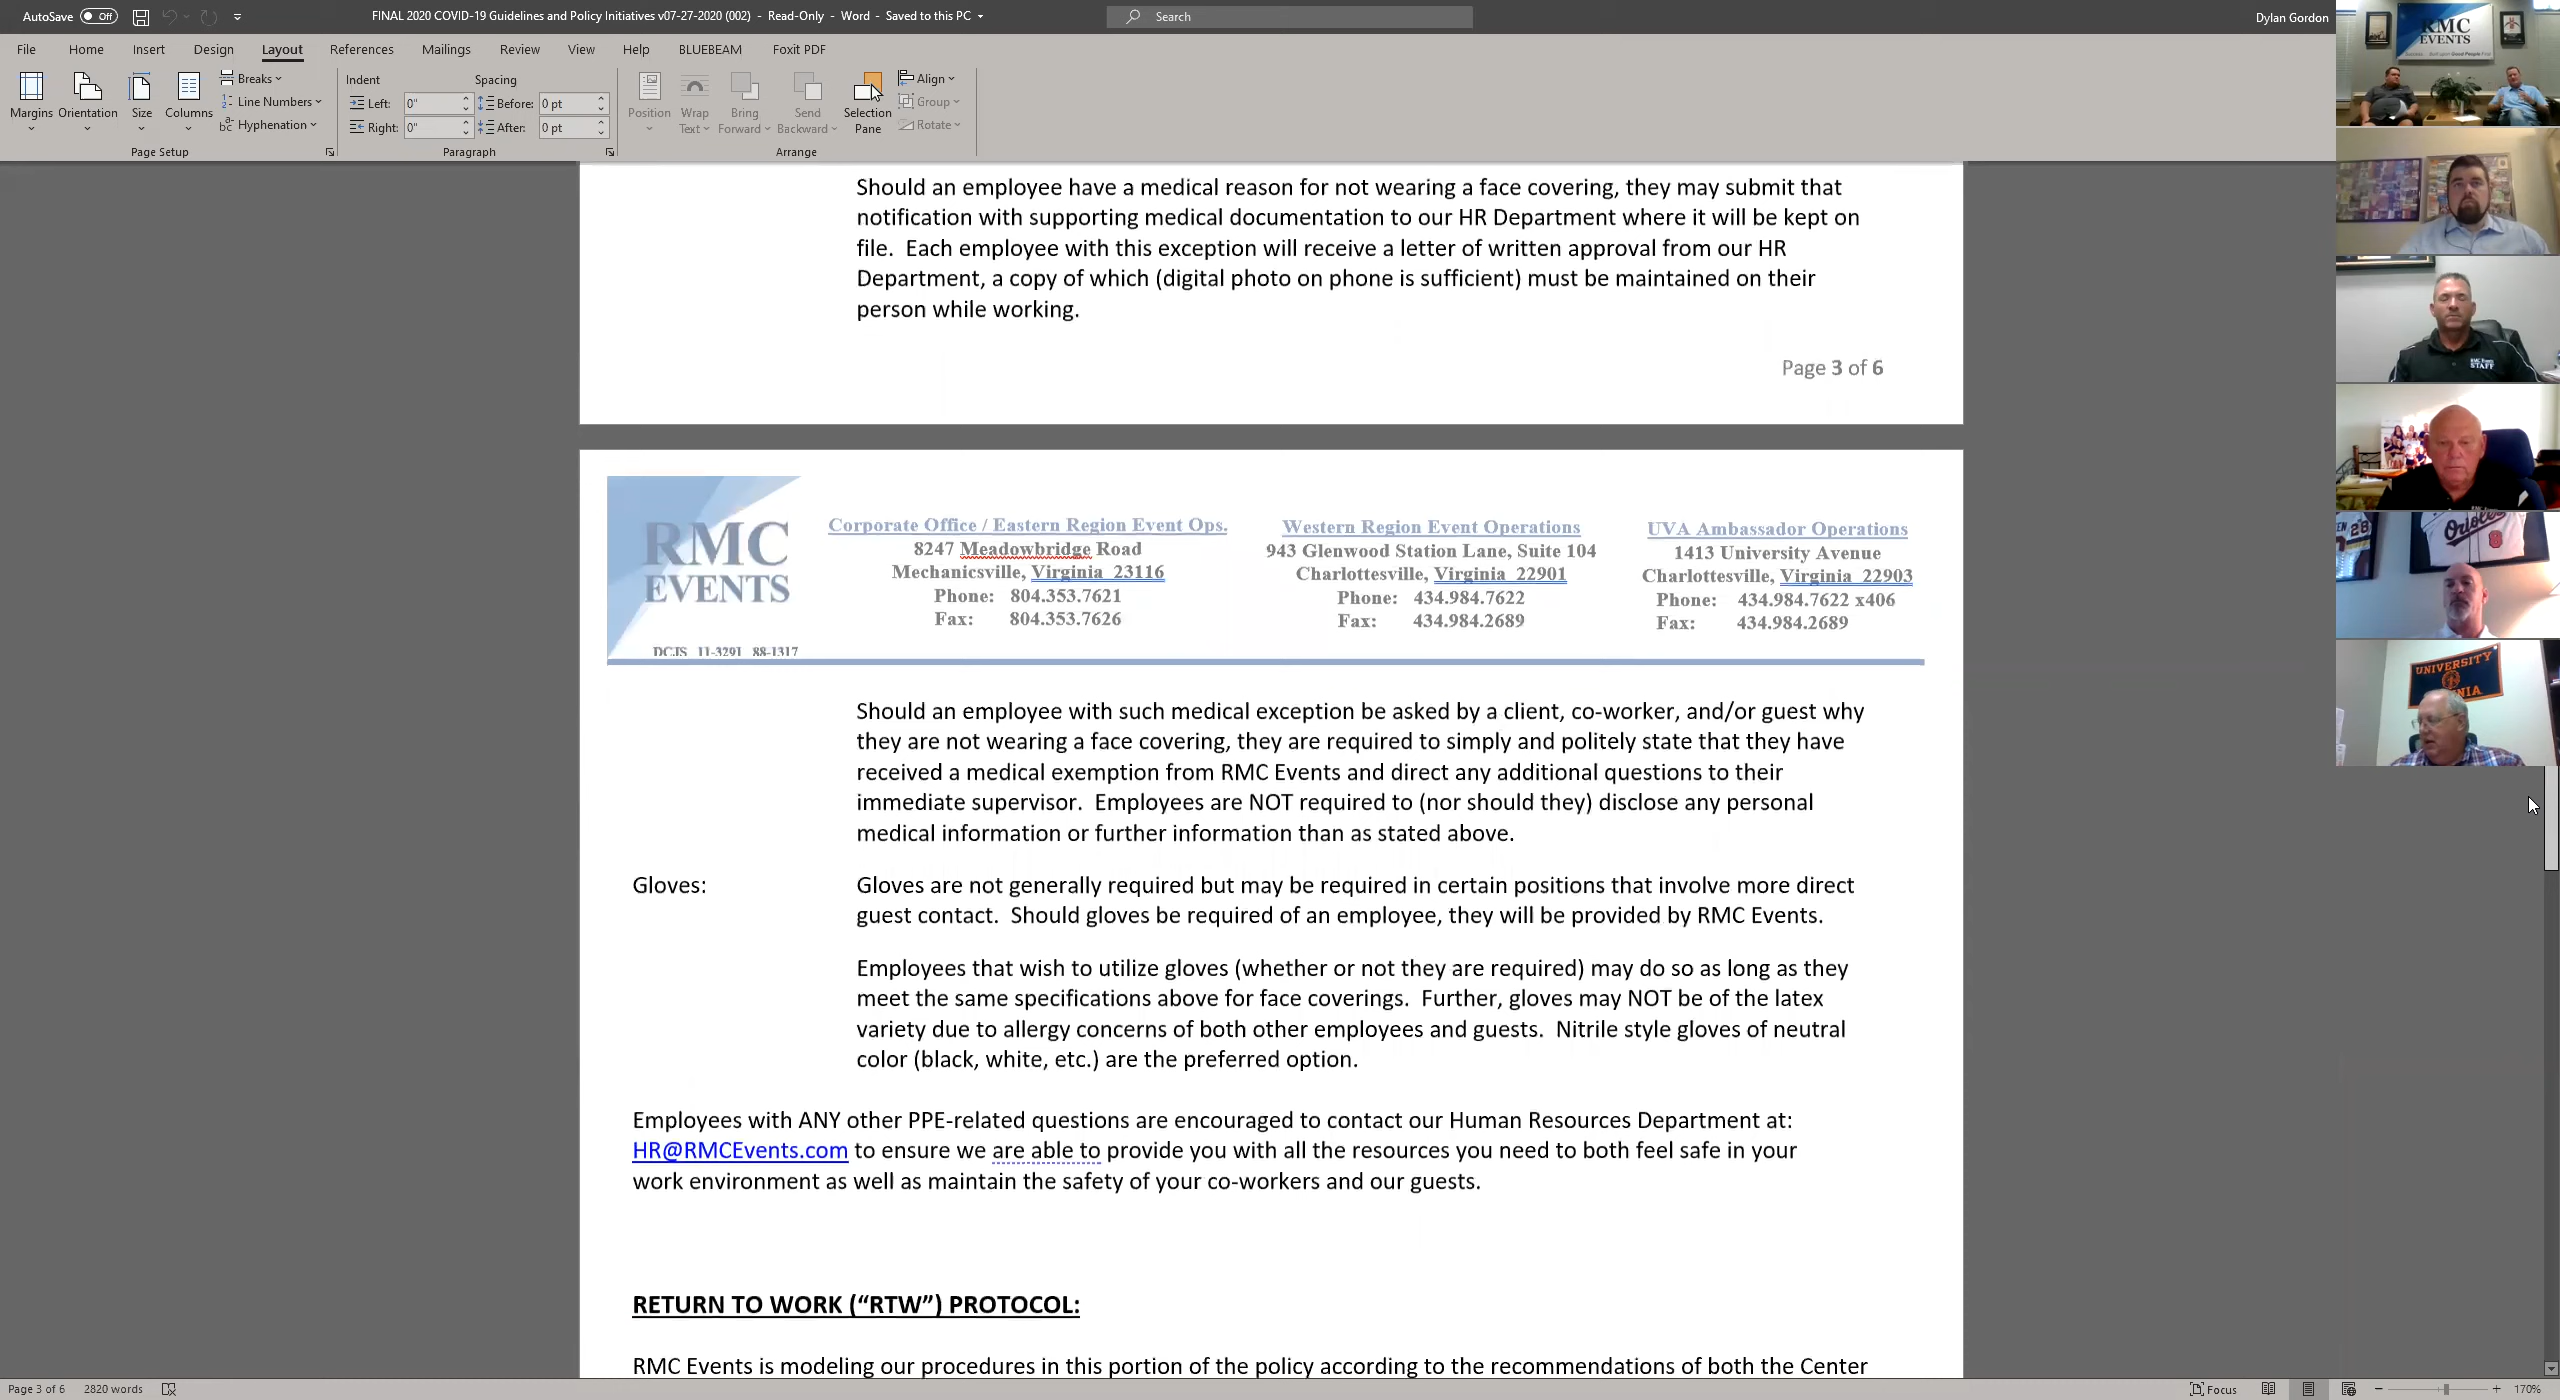 AutoSave Off
FINAL 2020 COVID-19 Guidelines and Policy Initiatives v07-27-2020 (002) - Read-Only - Word - Saved to this PC
Search
Dylan Gordon
File Home Insert Design Layout References Mailings Review View Help BLUEBEAM Foxit PDF
Margins
Orientation
Size
Columns
Breaks
Line Numbers
Hyphenation
Page Setup
Indent
Left: 0"
Right: 0"
Spacing
Before: 0 pt
After: 0 pt
Paragraph
Position
Wrap
Text
Bring
Forward
Send
Backward
Selection
Pane
Align
Group
Rotate
Arrange
RMC
EVENTS
Should an employee have a medical reason for not wearing a face covering, they may submit that
notification with supporting medical documentation to our HR Department where it will be kept on
file. Each employee with this exception will receive a letter of written approval from our HR
Department, a copy of which (digital photo on phone is sufficient) must be maintained on their
person while working.
Page 3 of 6
RMC
EVENTS
DCJS 11-3291 88-1317
Corporate Office / Eastern Region Event Ops.
8247 Meadowbridge Road
Mechanicsville, Virginia 23116
Phone: 804.353.7621
Fax: 804.353.7626
Western Region Event Operations
943 Glenwood Station Lane, Suite 104
Charlottesville, Virginia 22901
Phone: 434.984.7622
Fax: 434.984.2689
UVA Ambassador Operations
1413 University Avenue
Charlottesville, Virginia 22903
Phone: 434.984.7622 x406
Fax: 434.984.2689
Should an employee with such medical exception be asked by a client, co-worker, and/or guest why
they are not wearing a face covering, they are required to simply and politely state that they have
received a medical exemption from RMC Events and direct any additional questions to their
immediate supervisor. Employees are NOT required to (nor should they) disclose any personal
medical information or further information than as stated above.
Gloves: Gloves are not generally required but may be required in certain positions that involve more direct
guest contact. Should gloves be required of an employee, they will be provided by RMC Events.
Employees that wish to utilize gloves (whether or not they are required) may do so as long as they
meet the same specifications above for face coverings. Further, gloves may NOT be of the latex
variety due to allergy concerns of both other employees and guests. Nitrile style gloves of neutral
color (black, white, etc.) are the preferred option.
Employees with ANY other PPE-related questions are encouraged to contact our Human Resources Department at:
HR@RMCEvents.com to ensure we are able to provide you with all the resources you need to both feel safe in your
work environment as well as maintain the safety of your co-workers and our guests.
RETURN TO WORK (“RTW”) PROTOCOL:
RMC Events is modeling our procedures in this portion of the policy according to the recommendations of both the Center
RMC Events
STAFF
28
Orioles
8
UNIVERSITY
Page 3 of 6 2820 words
Focus
170%